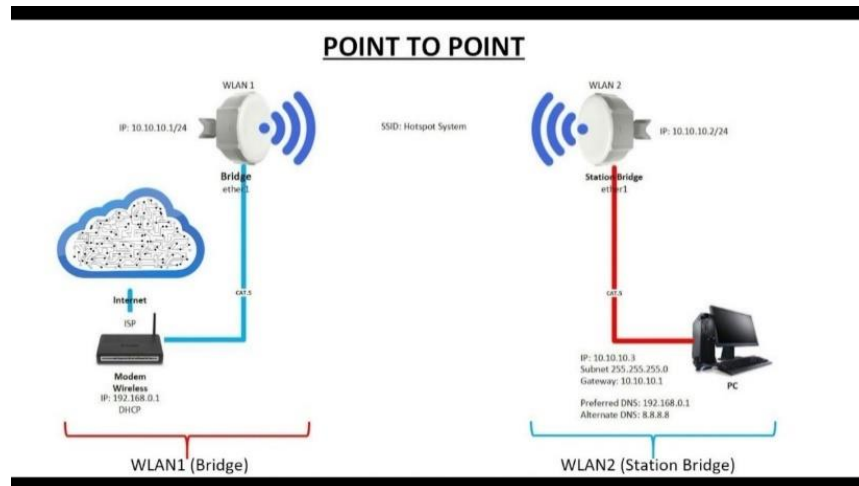 POINT TO POINT
WLAN 1
WLAN 2
IP: 10.10.10.1/24
SSID: Hotspot System
IP: 10.10.10.2/24
Bridge
ether1
Station Bridge
ether1
CAT.5
CAT.5
Internet
ISP
Modem
Wireless
IP: 192.168.0.1
DHCP
IP: 10.10.10.3
Subnet 255.255.255.0
Gateway: 10.10.10.1
Preferred DNS: 192.168.0.1
Alternate DNS: 8.8.8.8
PC
WLAN1 (Bridge)
WLAN2 (Station Bridge)